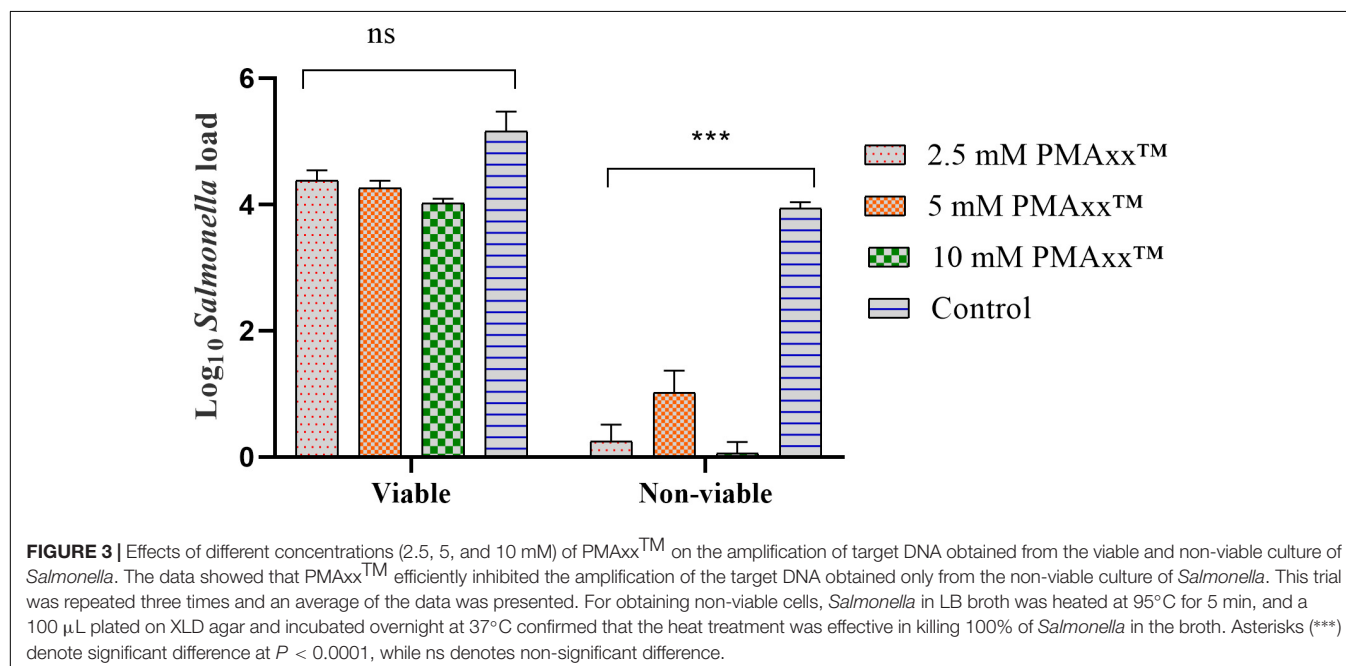 ns
***
6
4
2
0
Log₁₀ Salmonella load
Viable
Non-viable
2.5 mM PMAxx™
5 mM PMAxx™
10 mM PMAxx™
Control
FIGURE 3 | Effects of different concentrations (2.5, 5, and 10 mM) of PMAxx™ on the amplification of target DNA obtained from the viable and non-viable culture of
Salmonella. The data showed that PMAxx™ efficiently inhibited the amplification of the target DNA obtained only from the non-viable culture of Salmonella. This trial
was repeated three times and an average of the data was presented. For obtaining non-viable cells, Salmonella in LB broth was heated at 95°C for 5 min, and a
100 μL plated on XLD agar and incubated overnight at 37°C confirmed that the heat treatment was effective in killing 100% of Salmonella in the broth. Asterisks (***)
denote significant difference at P < 0.0001, while ns denotes non-significant difference.